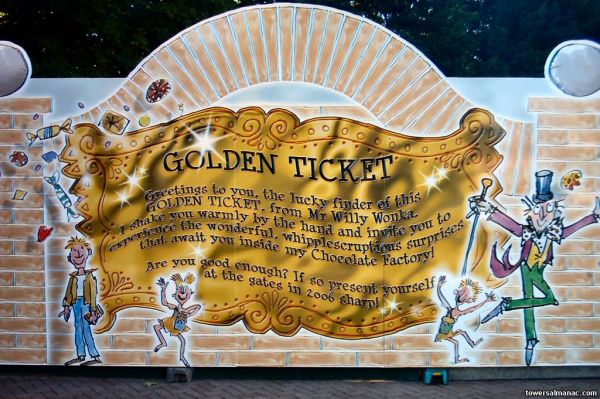 GOLDEN TICKET
Greetings to you, the lucky finder of this
GOLDEN TICKET, from Mr Willy Wonka.
I shake you warmly by the hand and invite you to
experience the wonderful, whipplescruptious surprises
that await you inside my Chocolate Factory!
Are you good enough? If so present yourself
at the gates in 2006 sharp!
towersalmanac.com